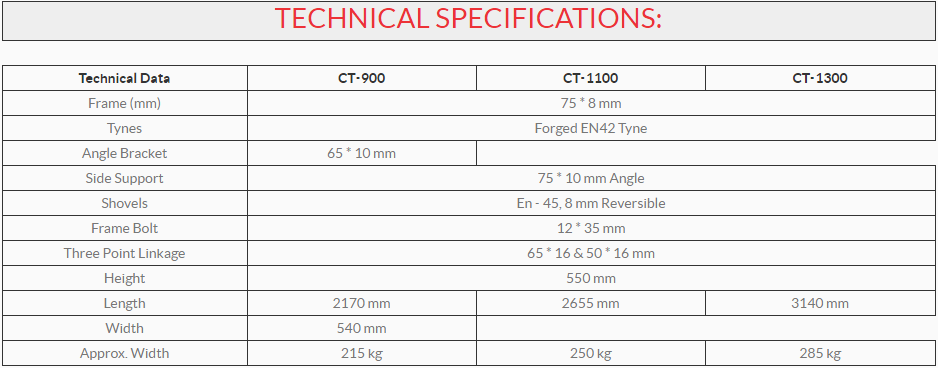 TECHNICAL SPECIFICATIONS:
Technical Data CT-900 CT-1100 CT-1300
Frame (mm) 75 * 8 mm
Tynes Forged EN42 Tyne
Angle Bracket 65 * 10 mm
Side Support 75 * 10 mm Angle
Shovels En - 45, 8 mm Reversible
Frame Bolt 12 * 35 mm
Three Point Linkage 65 * 16 & 50 * 16 mm
Height 550 mm
Length 2170 mm 2655 mm 3140 mm
Width 540 mm
Approx. Width 215 kg 250 kg 285 kg